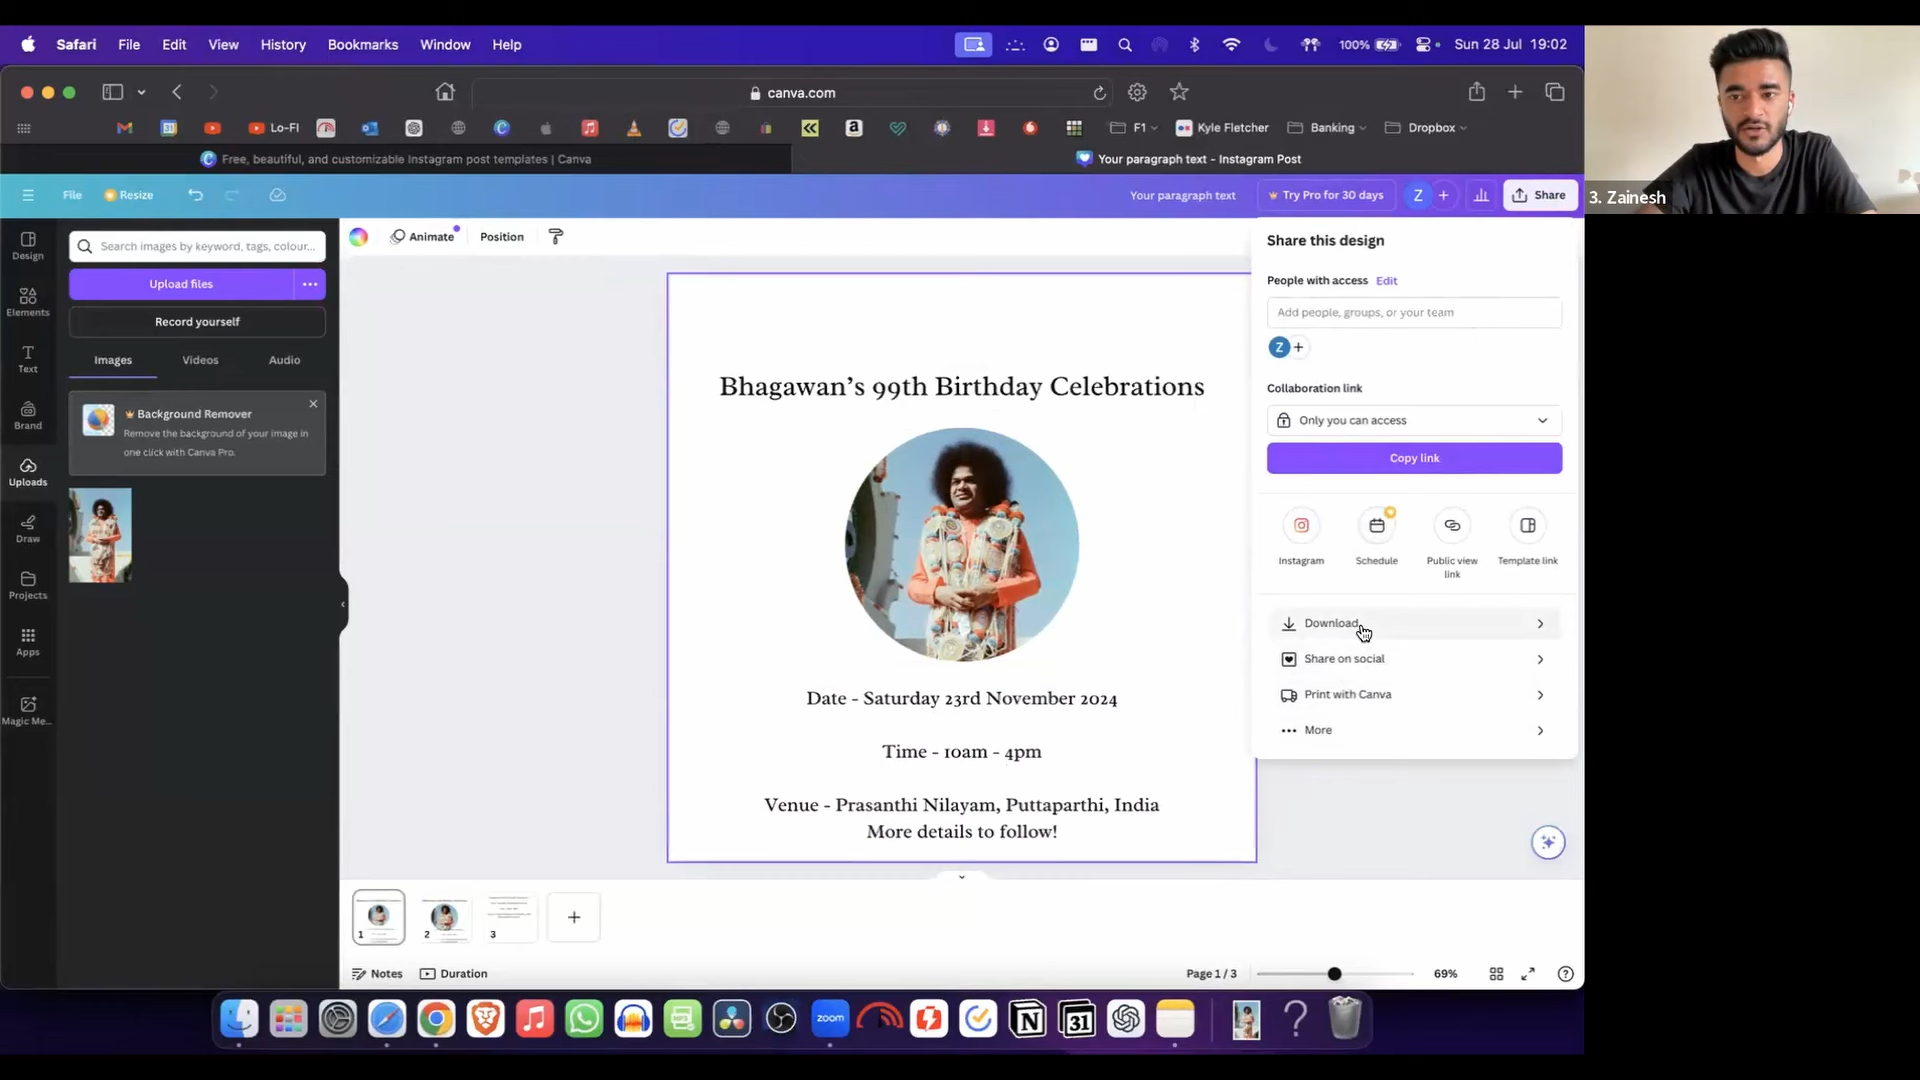 Safari File Edit View History Bookmarks Window Help
100% Sun 28 Jul 19:02
canva.com
Lo-FI
F1
Kyle Fletcher
Banking
Dropbox
Free, beautiful, and customizable Instagram post templates | Canva
Your paragraph text - Instagram Post
File
Resize
Your paragraph text
Try Pro for 30 days
Z
Share
3. Zainesh
Design
Elements
Text
Brand
Uploads
Draw
Projects
Apps
Magic Me...
Search images by keyword, tags, colour...
Upload files
Record yourself
Images Videos Audio
Background Remover
Remove the background of your image in
one click with Canva Pro.
Animate
Position
Bhagawan's 99th Birthday Celebrations
Date - Saturday 23rd November 2024
Time - 10am - 4pm
Venue - Prasanthi Nilayam, Puttaparthi, India
More details to follow!
Share this design
People with access Edit
Add people, groups, or your team
Z
Collaboration link
Only you can access
Copy link
Instagram
Schedule
Public view
link
Template link
Download
Share on social
Print with Canva
More
1
2
3
Notes
Duration
Page 1 / 3
69%
zoom
31